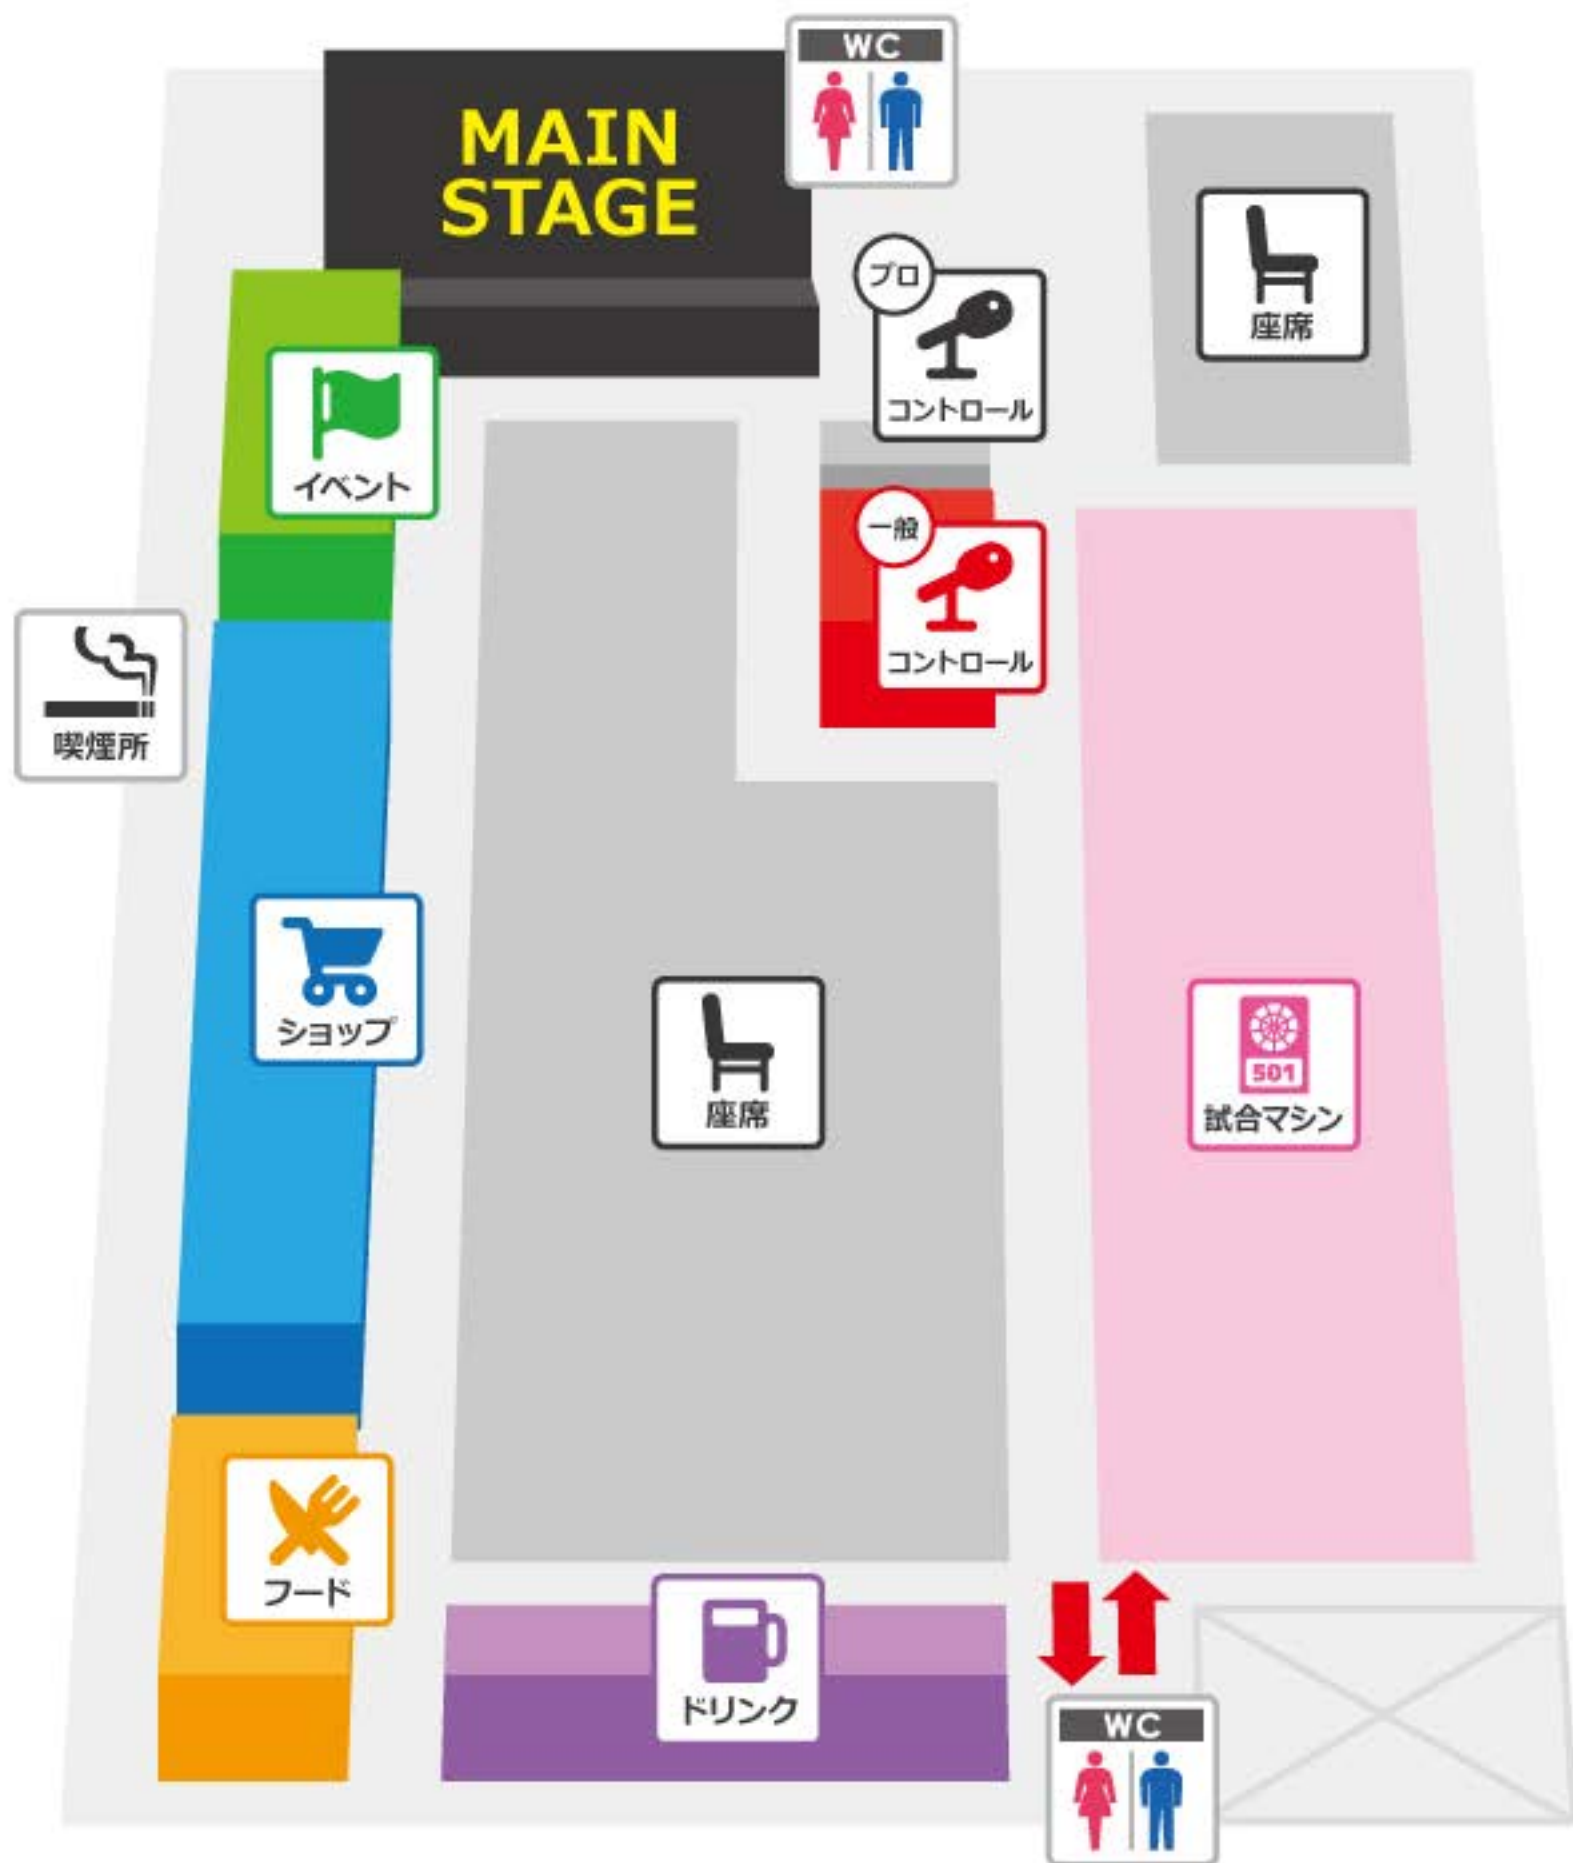 WC
MAIN
STAGE
プロ
コントロール
座席
イベント
一般
コントロール
喫煙所
ショップ
座席
501
試合マシン
フード
ドリンク
WC